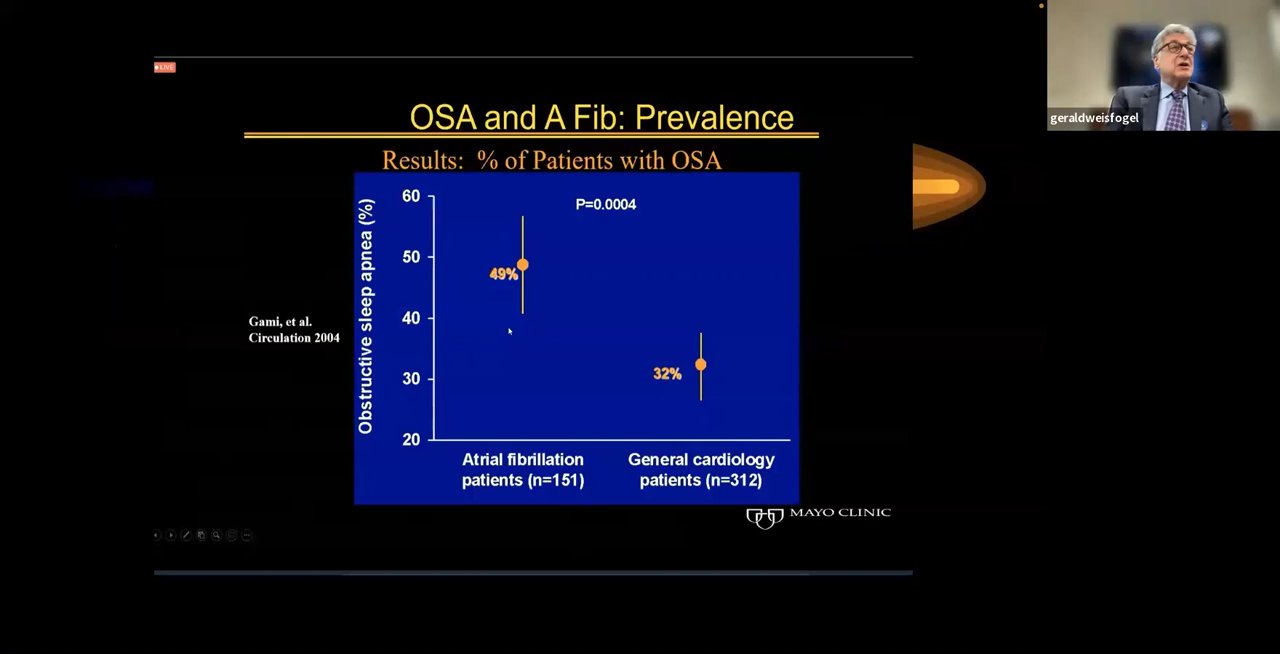 LIVE
geraldweisfogel
OSA and A Fib: Prevalence
Results: % of Patients with OSA
Obstructive sleep apnea (%)
60
50
40
30
20
P=0.0004
49%
32%
Gami, et al.
Circulation 2004
Atrial fibrillation
patients (n=151)
General cardiology
patients (n=312)
MAYO CLINIC